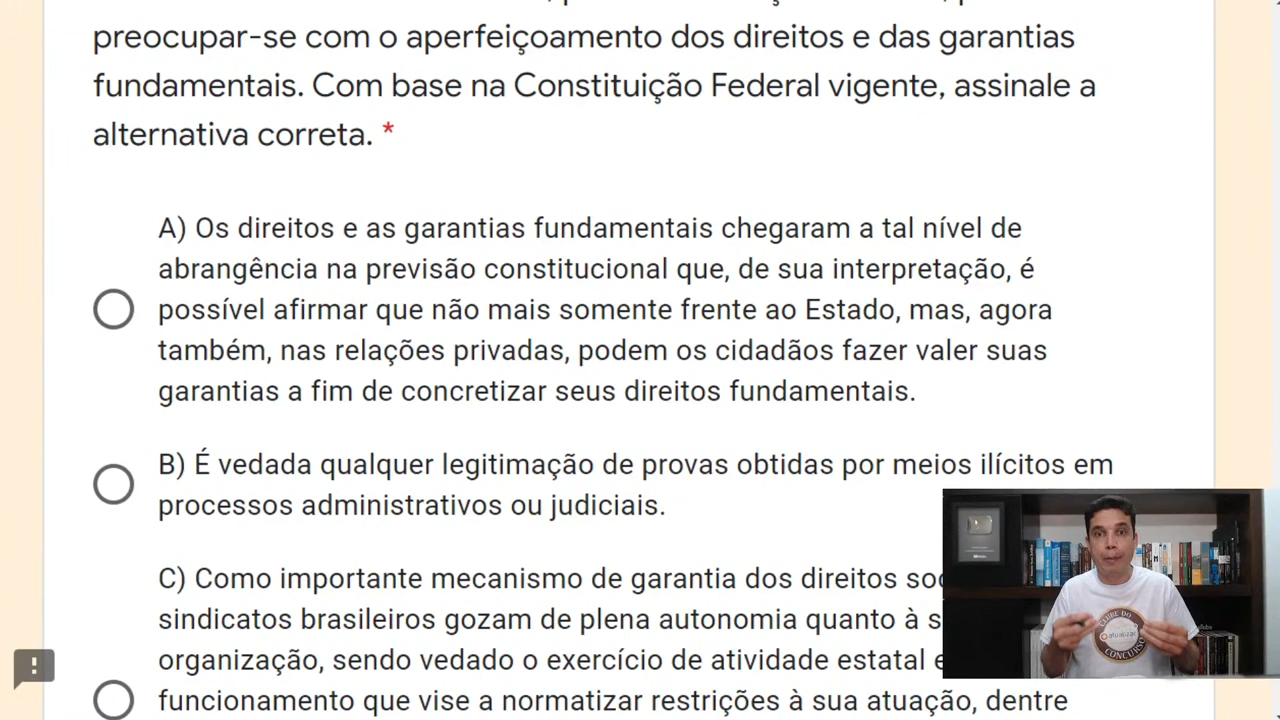 preocupar-se com o aperfeiçoamento dos direitos e das garantias
fundamentais. Com base na Constituição Federal vigente, assinale a
alternativa correta. *
A) Os direitos e as garantias fundamentais chegaram a tal nível de
abrangência na previsão constitucional que, de sua interpretação, é
possível afirmar que não mais somente frente ao Estado, mas, agora
também, nas relações privadas, podem os cidadãos fazer valer suas
garantias a fim de concretizar seus direitos fundamentais.
B) É vedada qualquer legitimação de provas obtidas por meios ilícitos em
processos administrativos ou judiciais.
C) Como importante mecanismo de garantia dos direitos
sindicatos brasileiros gozam de plena autonomia quanto à
organização, sendo vedado o exercício de atividade estatal
funcionamento que vise a normatizar restrições à sua atuação, dentre
CLUBE DO
atualizar
CONCURSO